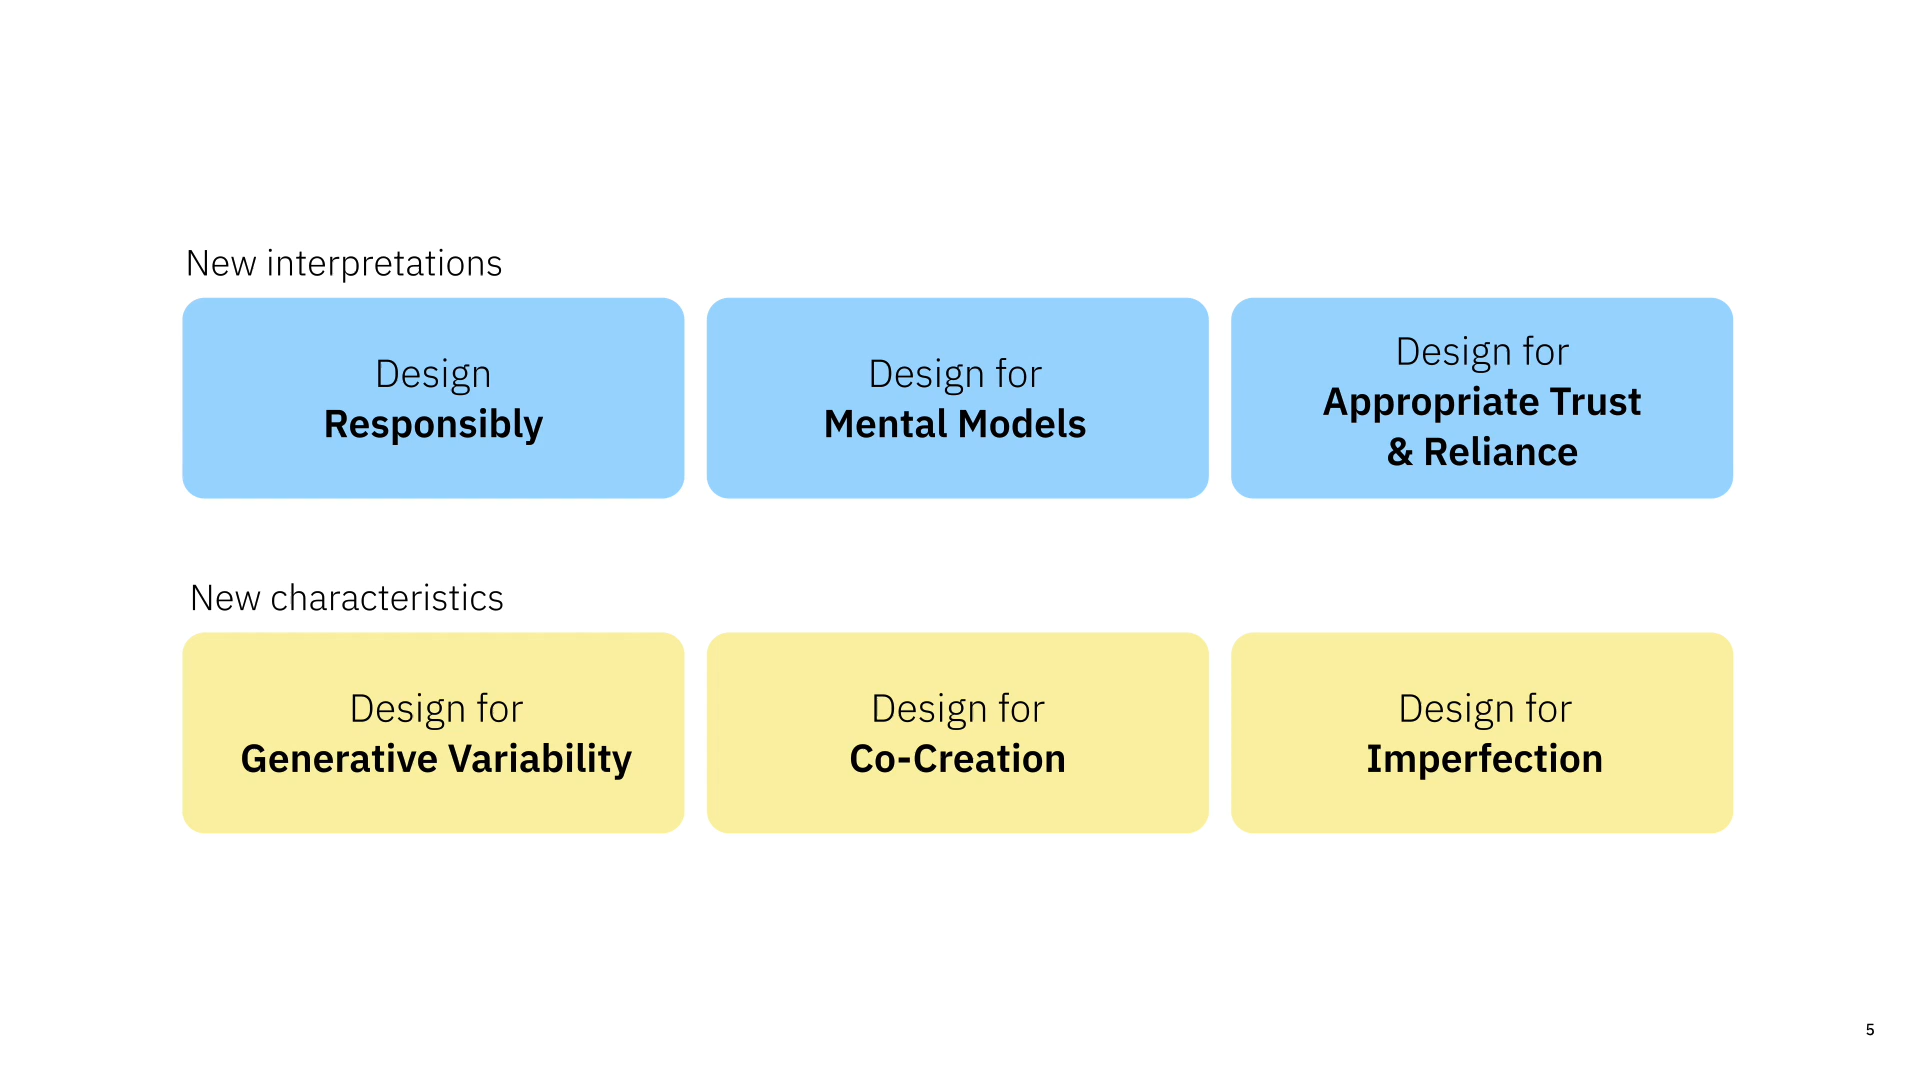 New interpretations
Design
Responsibly
Design for
Mental Models
Design for
Appropriate Trust
& Reliance
New characteristics
Design for
Generative Variability
Design for
Co-Creation
Design for
Imperfection
5